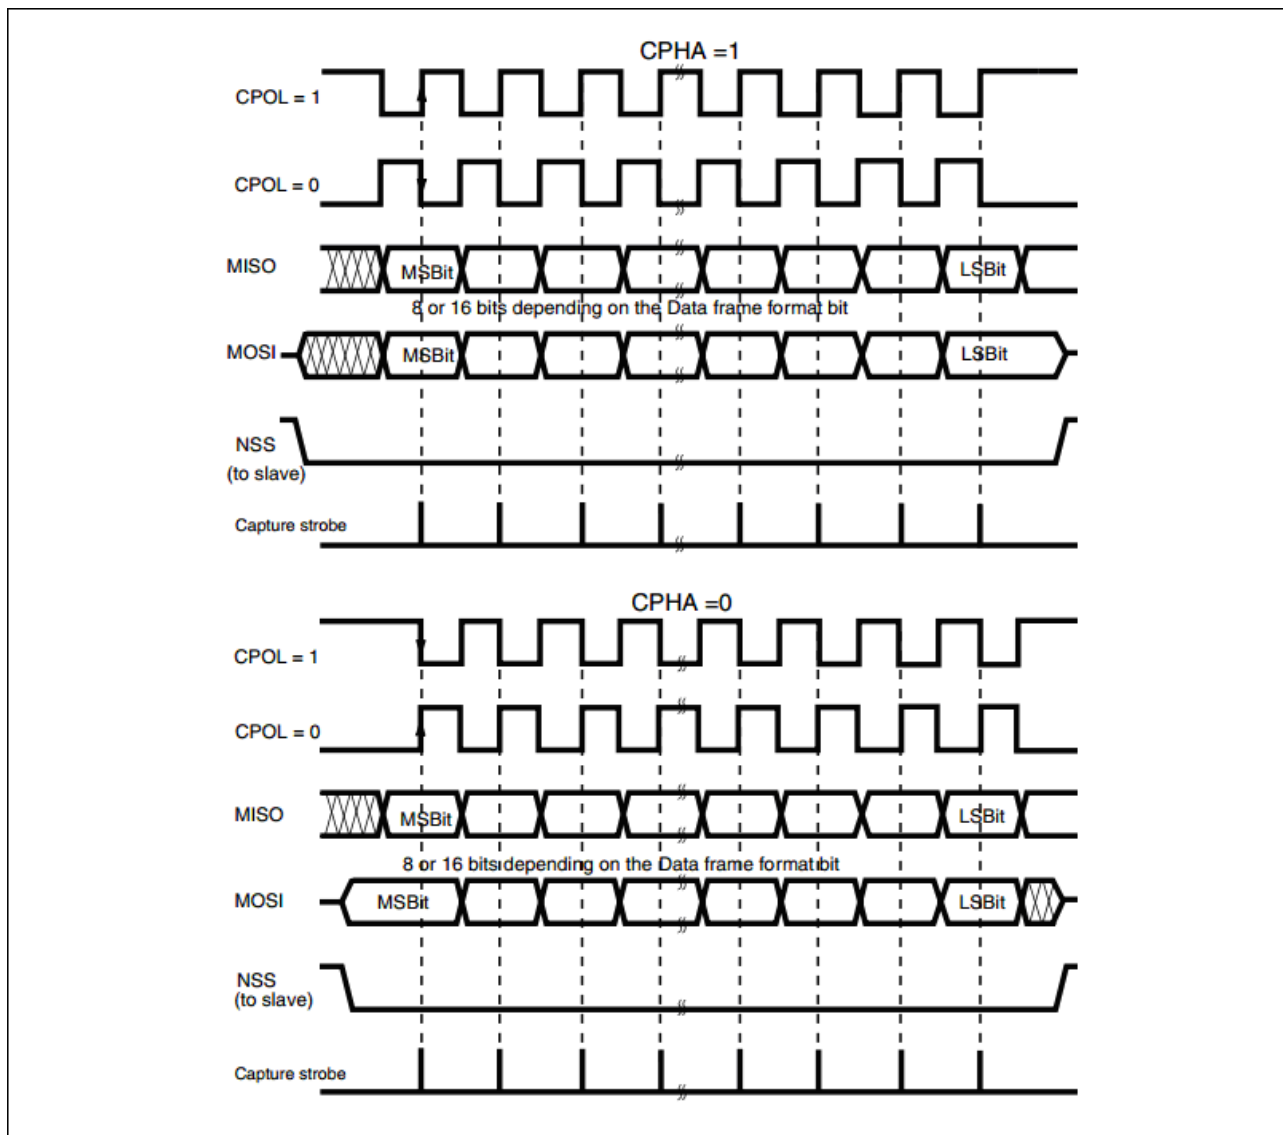 CPHA =1
CPOL = 1
CPOL = 0
MISO
MSBit
LSBit
8 or 16 bits depending on the Data frame format bit
MOSI
MSBit
LSBit
NSS
(to slave)
Capture strobe
CPHA =0
CPOL = 1
CPOL = 0
MISO
MSBit
LSBit
8 or 16 bits depending on the Data frame format bit
MOSI
MSBit
LSBit
NSS
(to slave)
Capture strobe